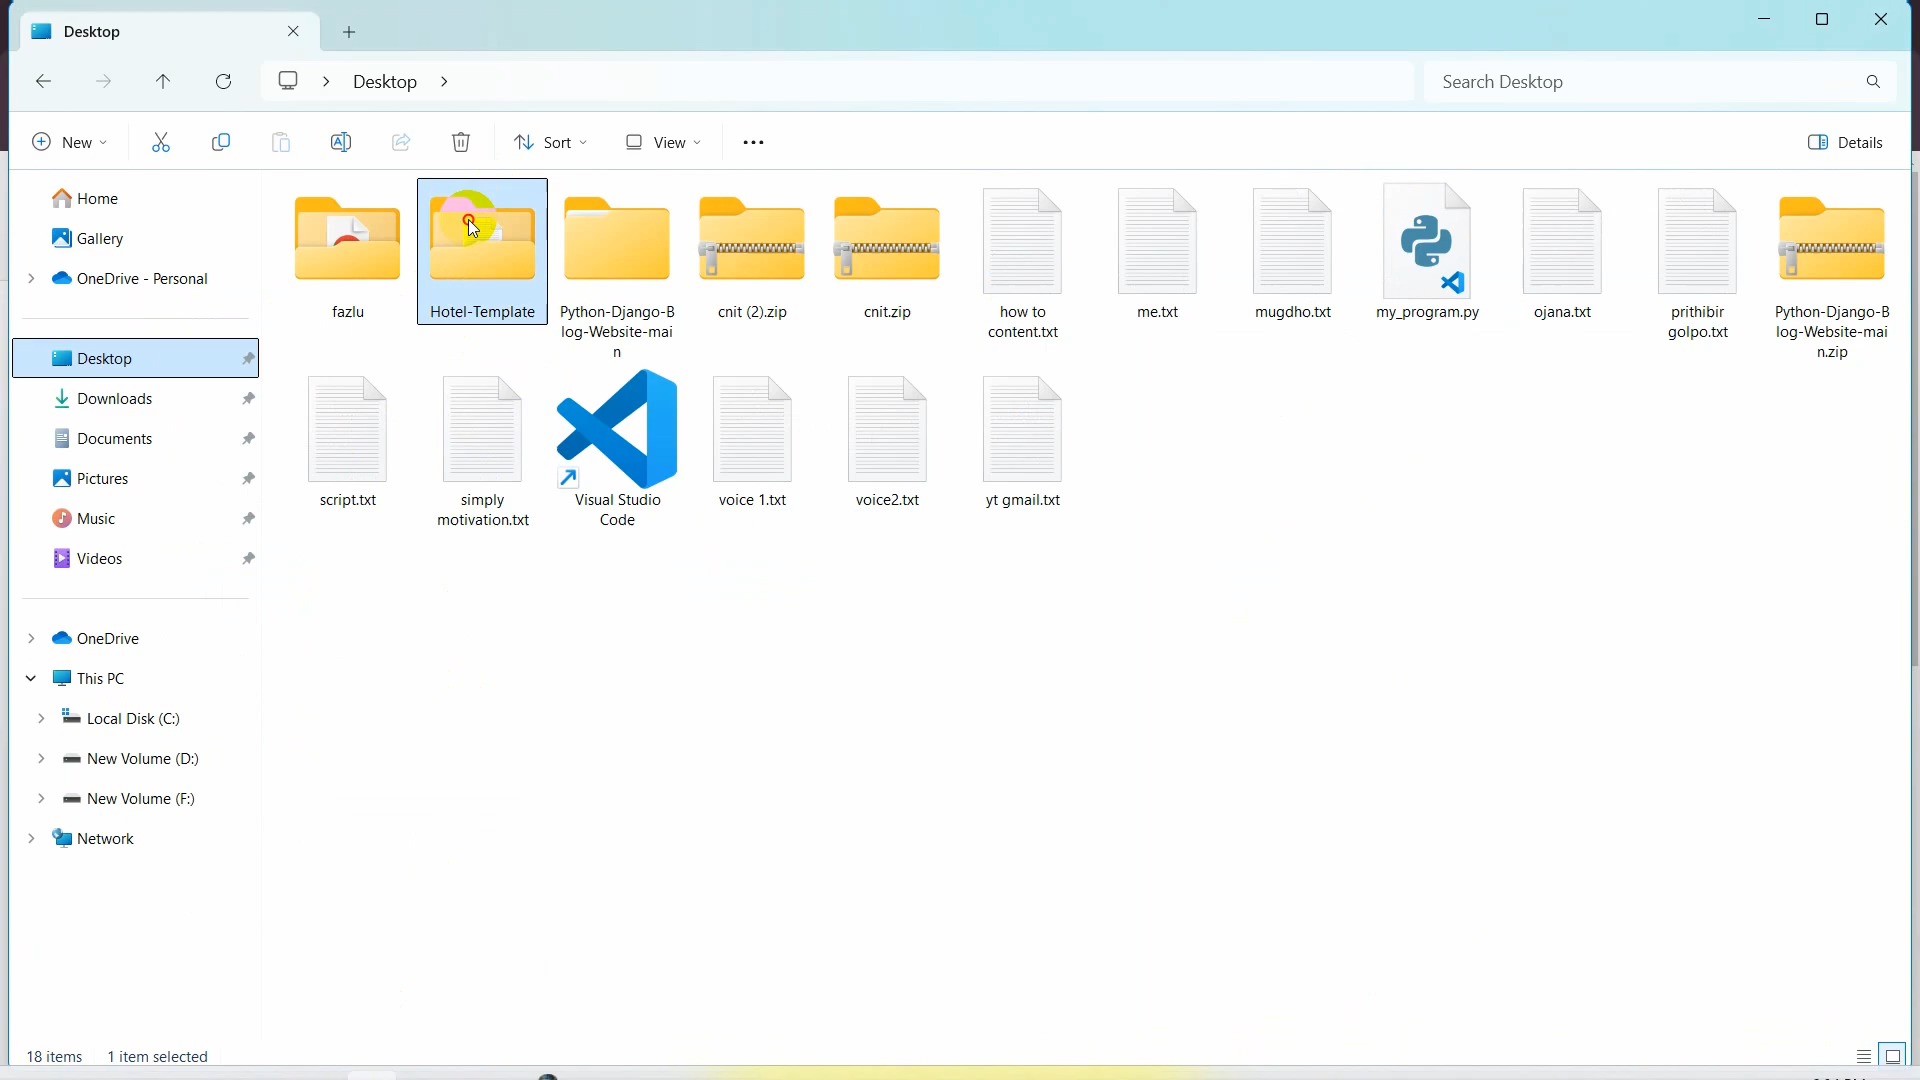 Desktop
Desktop
Search Desktop
New
Sort
View
Details
Home
Gallery
OneDrive - Personal
Desktop
Downloads
Documents
Pictures
Music
Videos
OneDrive
This PC
Local Disk (C:)
New Volume (D:)
New Volume (F:)
Network
fazlu
Hotel-Template
Python-Django-B
log-Website-mai
n
cnit (2).zip
cnit.zip
how to
content.txt
me.txt
mugdho.txt
my_program.py
ojana.txt
prithibir
golpo.txt
Python-Django-B
log-Website-mai
n.zip
script.txt
simply
motivation.txt
Visual Studio
Code
voice 1.txt
voice2.txt
yt gmail.txt
18 items
1 item selected